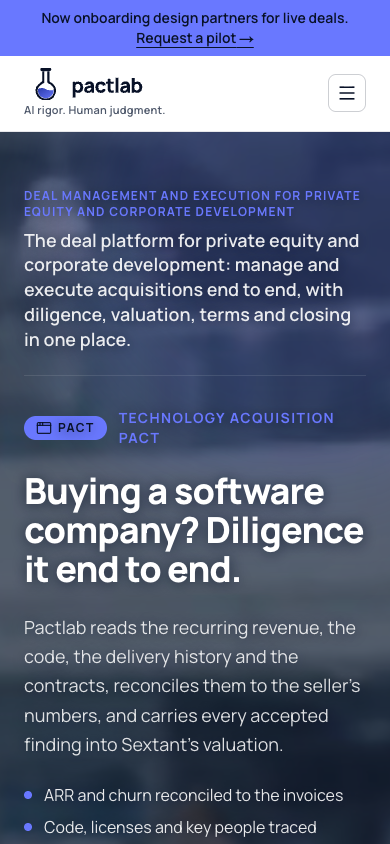 Now onboarding design partners for live deals.
Request a pilot →
pactlab
AI rigor. Human judgment.
DEAL MANAGEMENT AND EXECUTION FOR PRIVATE
EQUITY AND CORPORATE DEVELOPMENT
The deal platform for private equity and
corporate development: manage and
execute acquisitions end to end, with
diligence, valuation, terms and closing
in one place.
PACT
TECHNOLOGY ACQUISITION
PACT
Buying a software
company? Diligence
it end to end.
Pactlab reads the recurring revenue, the
code, the delivery history and the
contracts, reconciles them to the seller's
numbers, and carries every accepted
finding into Sextant's valuation.
ARR and churn reconciled to the invoices
Code, licenses and key people traced